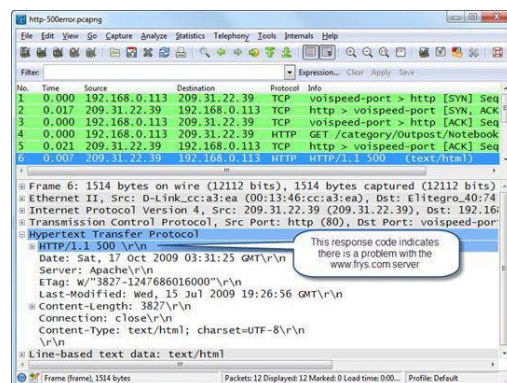 http-500error.pcapng
File Edit View Go Capture Analyze Statistics Telephony Tools Internals Help
Filter: Expression... Clear Apply Save
No. Time Source Destination Protocol Info
1 0.000 192.168.0.113 209.31.22.39 TCP voispeed-port > http [SYN] Seq
2 0.017 209.31.22.39 192.168.0.113 TCP http > voispeed-port [SYN, ACK
3 0.000 192.168.0.113 209.31.22.39 TCP voispeed-port > http [ACK] Seq
4 0.000 192.168.0.113 209.31.22.39 HTTP GET /category/Outpost/Notebook
5 0.021 209.31.22.39 192.168.0.113 TCP http > voispeed-port [ACK] Seq
6 0.007 209.31.22.39 192.168.0.113 HTTP HTTP/1.1 500 (text/html)
Frame 6: 1514 bytes on wire (12112 bits), 1514 bytes captured (12112 bits)
Ethernet II, Src: D-Link_cc:a3:ea (00:13:46:cc:a3:ea), Dst: Elitegro_40:74
Internet Protocol Version 4, Src: 209.31.22.39 (209.31.22.39), Dst: 192.16
Transmission Control Protocol, Src Port: http (80), Dst Port: voispeed-por
Hypertext Transfer Protocol
HTTP/1.1 500 \r\n
Date: Sat, 17 Oct 2009 03:31:25 GMT\r\n
Server: Apache\r\n
ETag: W/"3827-1247686016000"\r\n
Last-Modified: Wed, 15 Jul 2009 19:26:56 GMT\r\n
Content-Length: 3827\r\n
Connection: close\r\n
Content-Type: text/html; charset=UTF-8\r\n
\r\n
Line-based text data: text/html
This response code indicates
there is a problem with the
www.frys.com server
Frame (frame), 1514 bytes Packets: 12 Displayed: 12 Marked: 0 Load time: 0:00... Profile: Default